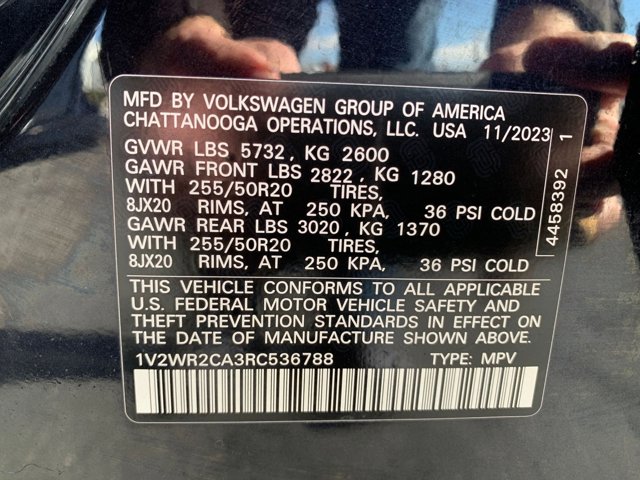 MFD BY VOLKSWAGEN GROUP OF AMERICA
CHATTANOOGA OPERATIONS, LLC. USA 11/2023
GVWR LBS 5732, KG 2600
GAWR FRONT LBS 2822, KG 1280
WITH 255/50R20 TIRES,
8JX20 RIMS, AT 250 KPA, 36 PSI COLD
GAWR REAR LBS 3020, KG 1370
WITH 255/50R20 TIRES,
8JX20 RIMS, AT 250 KPA, 36 PSI COLD
THIS VEHICLE CONFORMS TO ALL APPLICABLE
U.S. FEDERAL MOTOR VEHICLE SAFETY AND
THEFT PREVENTION STANDARDS IN EFFECT ON
THE DATE OF MANUFACTURE SHOWN ABOVE.
1V2WR2CA3RC536788 TYPE: MPV
4458392 1